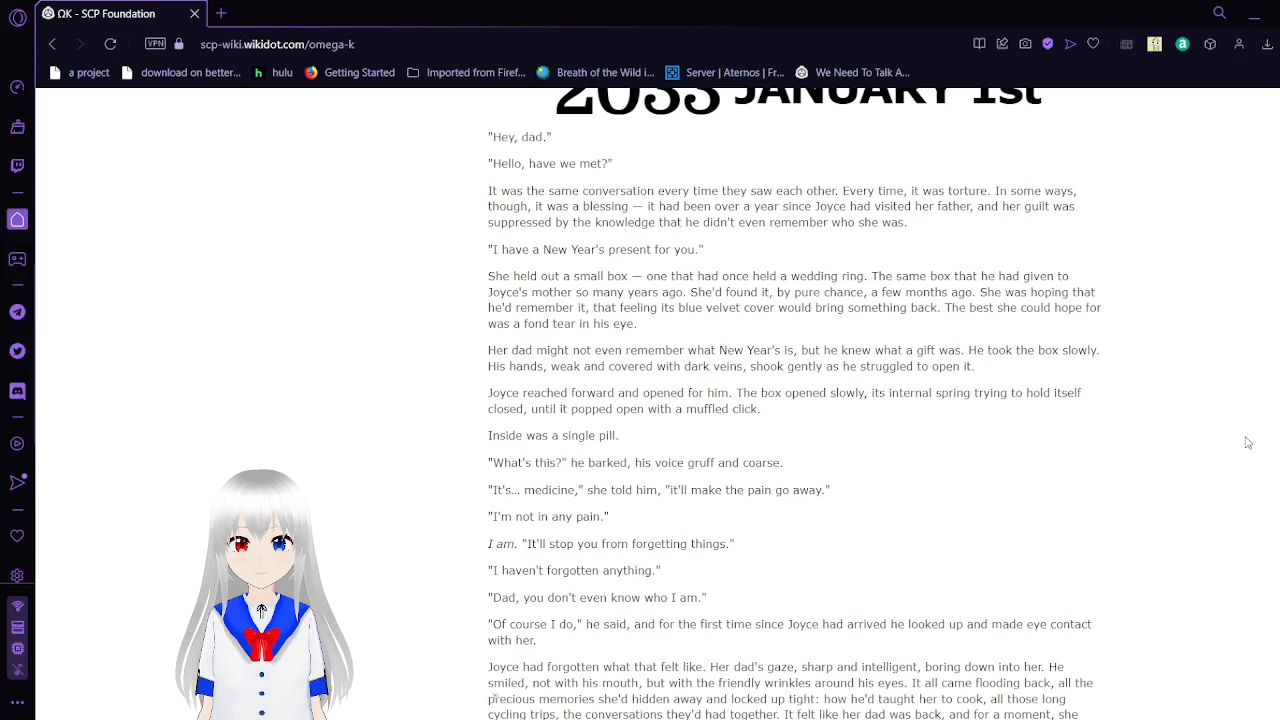 ΩK - SCP Foundation
VPN
scp-wiki.wikidot.com/omega-k
a project
download on better...
hulu
Getting Started
Imported from Firef...
Breath of the Wild i...
Server | Aternos | Fr...
We Need To Talk A...
2033 JANUARY 1st
"Hey, dad."
"Hello, have we met?"
It was the same conversation every time they saw each other. Every time, it was torture. In some ways,
though, it was a blessing — it had been over a year since Joyce had visited her father, and her guilt was
suppressed by the knowledge that he didn't even remember who she was.
"I have a New Year's present for you."
She held out a small box — one that had once held a wedding ring. The same box that he had given to
Joyce's mother so many years ago. She'd found it, by pure chance, a few months ago. She was hoping that
he'd remember it, that feeling its blue velvet cover would bring something back. The best she could hope for
was a fond tear in his eye.
Her dad might not even remember what New Year's is, but he knew what a gift was. He took the box slowly.
His hands, weak and covered with dark veins, shook gently as he struggled to open it.
Joyce reached forward and opened for him. The box opened slowly, its internal spring trying to hold itself
closed, until it popped open with a muffled click.
Inside was a single pill.
"What's this?" he barked, his voice gruff and coarse.
"It's... medicine," she told him, "it'll make the pain go away."
"I'm not in any pain."
I am. "It'll stop you from forgetting things."
"I haven't forgotten anything."
"Dad, you don't even know who I am."
"Of course I do," he said, and for the first time since Joyce had arrived he looked up and made eye contact
with her.
Joyce had forgotten what that felt like. Her dad's gaze, sharp and intelligent, boring down into her. He
smiled, not with his mouth, but with the friendly wrinkles around his eyes. It all came flooding back, all the
precious memories she'd hidden away and locked up tight: how he'd taught her to cook, all those long
cycling trips, the conversations they'd had together. It felt like her dad was back, and for a moment, she